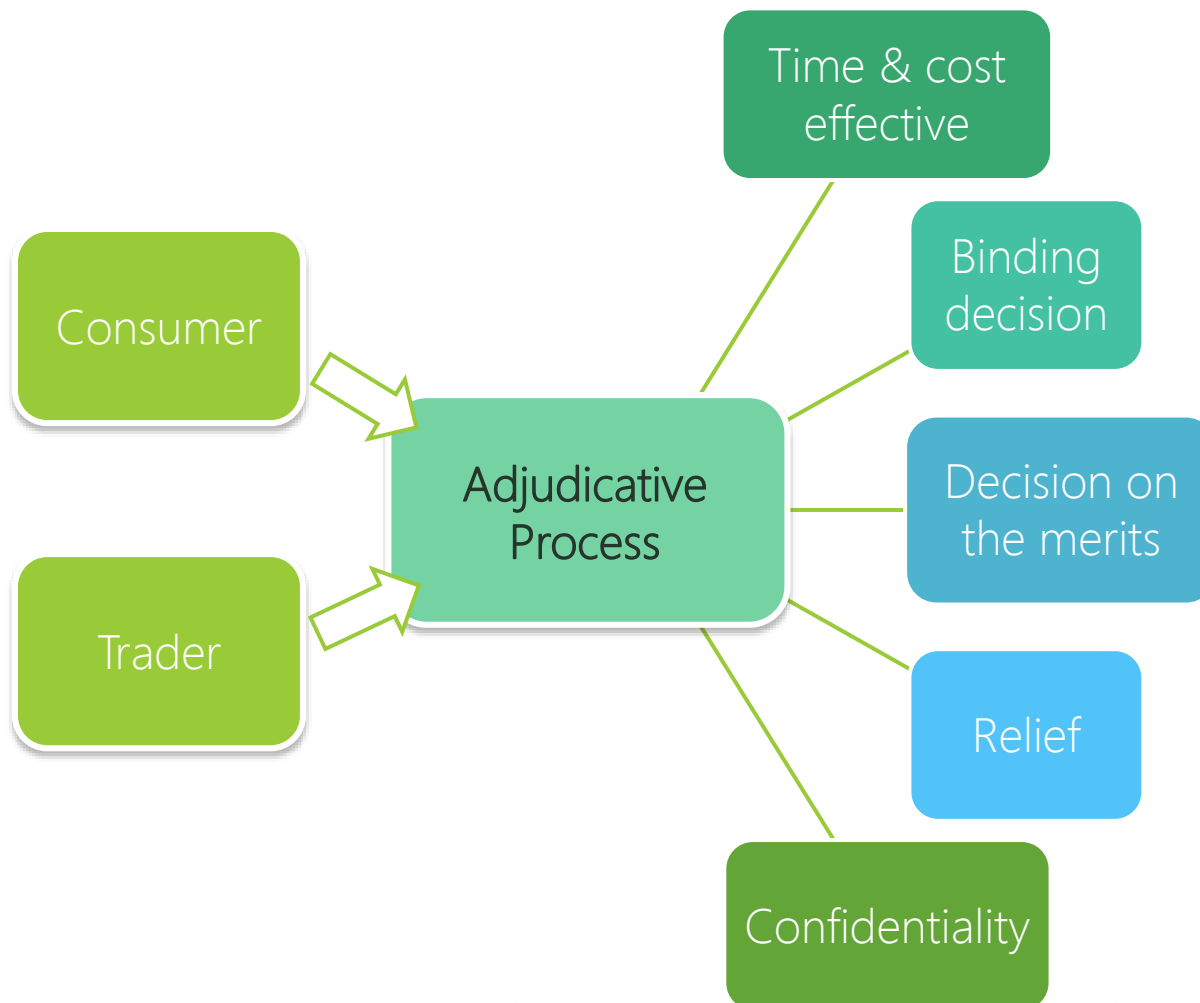 Time & cost
effective
Consumer
Binding
decision
Adjudicative
Process
Decision on
the merits
Trader
Relief
Confidentiality